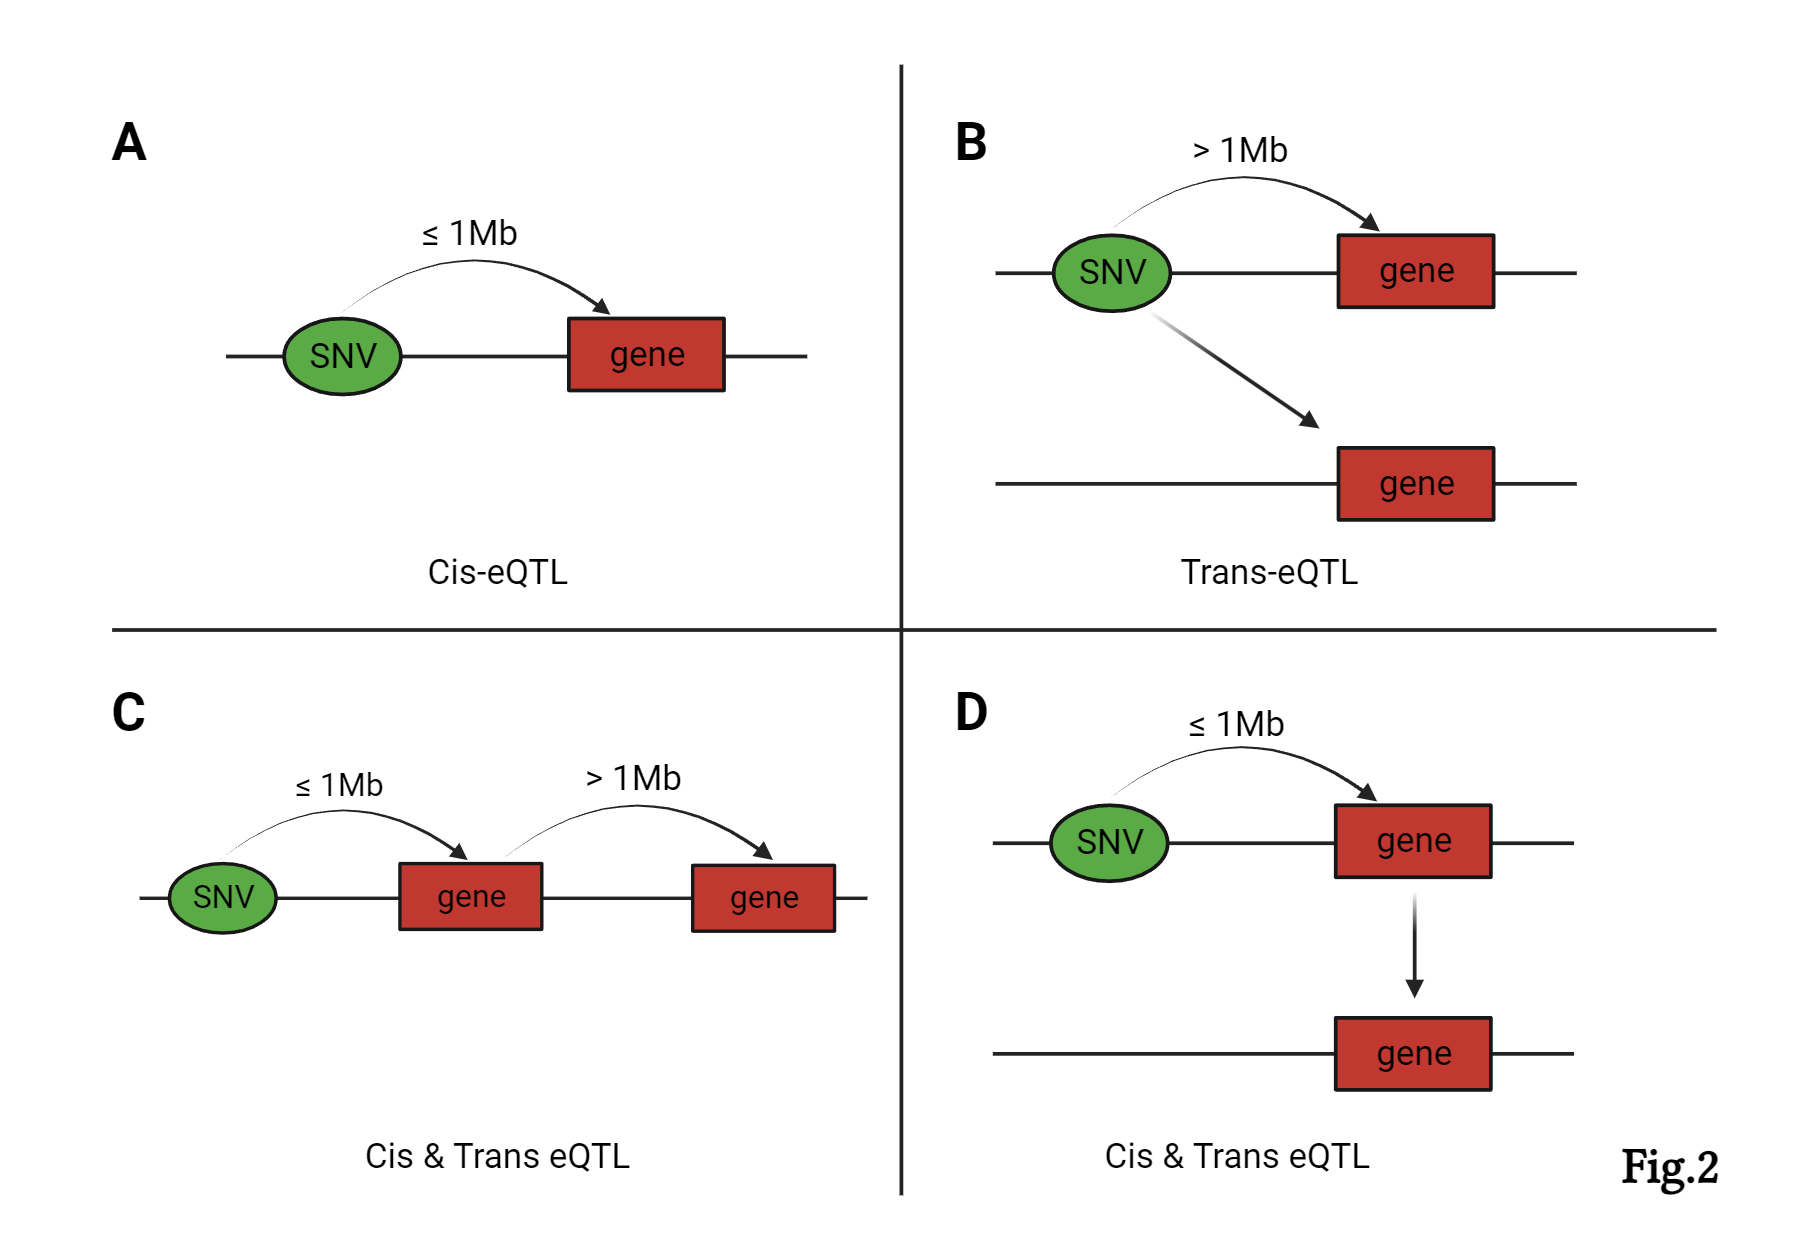 A
≤ 1Mb
SNV
gene
Cis-eQTL
B
> 1Mb
SNV
gene
gene
Trans-eQTL
C
≤ 1Mb
> 1Mb
SNV
gene
gene
Cis & Trans eQTL
D
≤ 1Mb
SNV
gene
gene
Cis & Trans eQTL
Fig.2